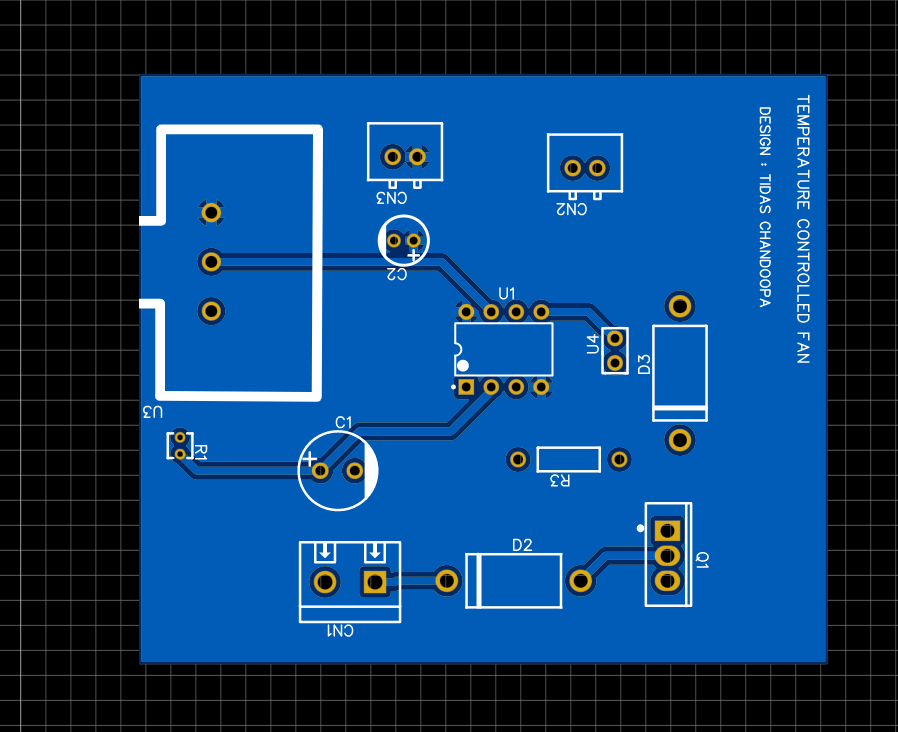 TEMPERATURE CONTROLLED FAN
DESIGN : TIDAS CHANDOOPA
CN3
CN2
C2
U1
U4
D3
U3
C1
R1
+
+
R3
D2
Q1
CN1